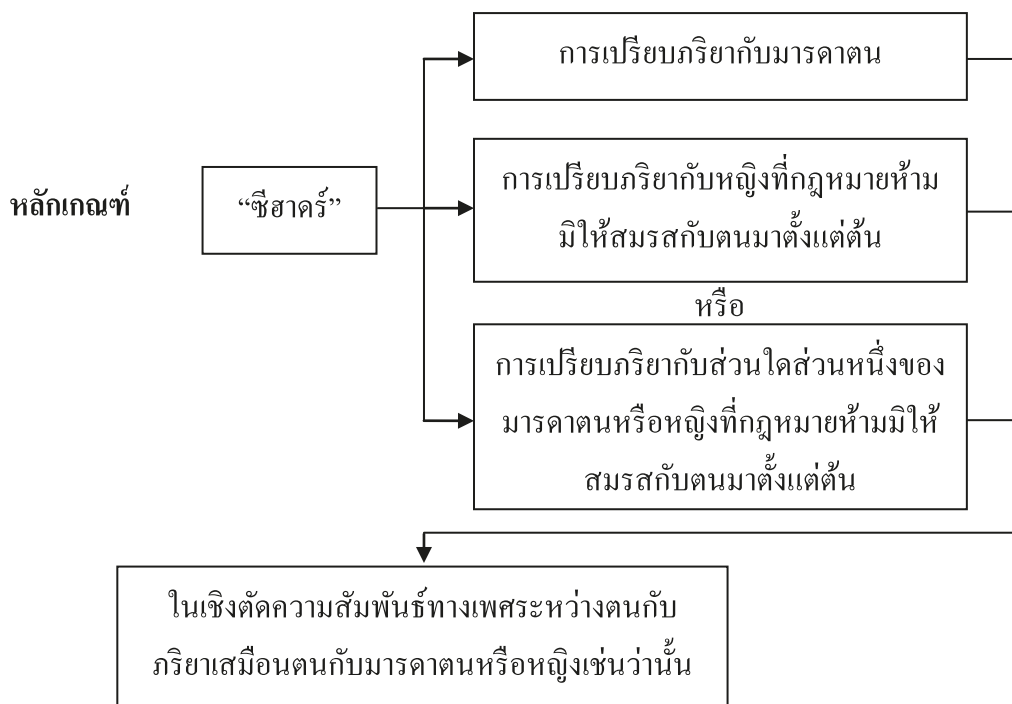 การเปรียบภริยากับมารดาตน
หลักเกณฑ์
“ซีฮาดร์”
การเปรียบภริยากับหญิงที่กฎหมายห้าม
มิให้สมรสกับตนมาตั้งแต่ต้น
หรือ
การเปรียบภริยากับส่วนใดส่วนหนึ่งของ
มารดาตนหรือหญิงที่กฎหมายห้ามมิให้
สมรสกับตนมาตั้งแต่ต้น
ในเชิงตัดความสัมพันธ์ทางเพศระหว่างตนกับ
ภริยาเสมือนตนกับมารดาตนหรือหญิงเช่นว่านั้น